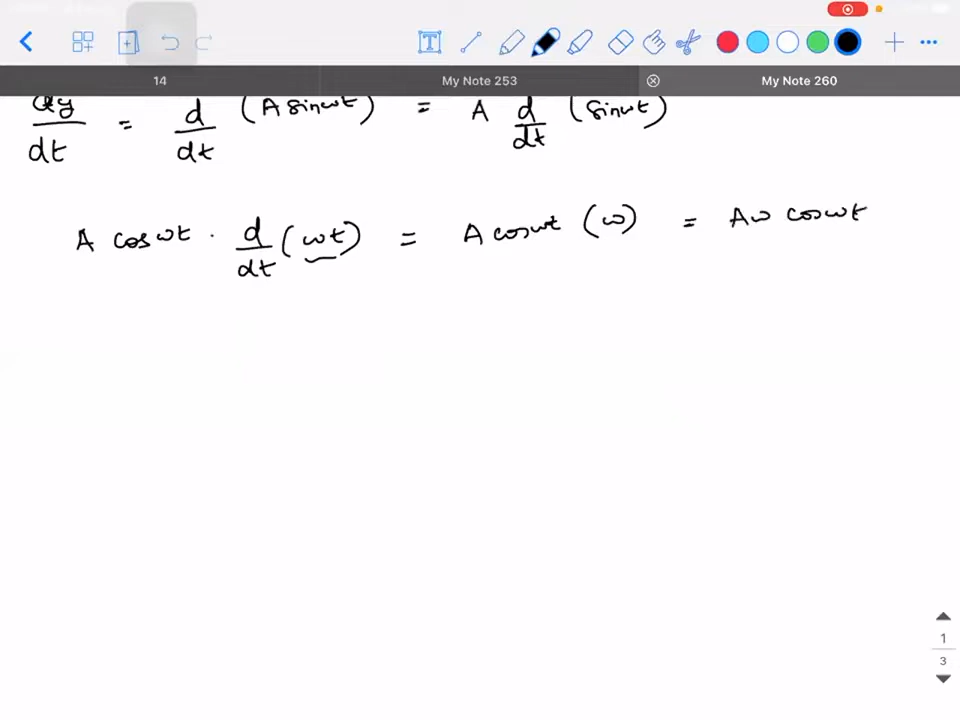 14 My Note 253 My Note 260
dy/dt = d/dt (A sinωt) = A d/dt (sinωt)
A cosωt · d/dt (ωt) = A cosωt (ω) = Aω cosωt
1
3